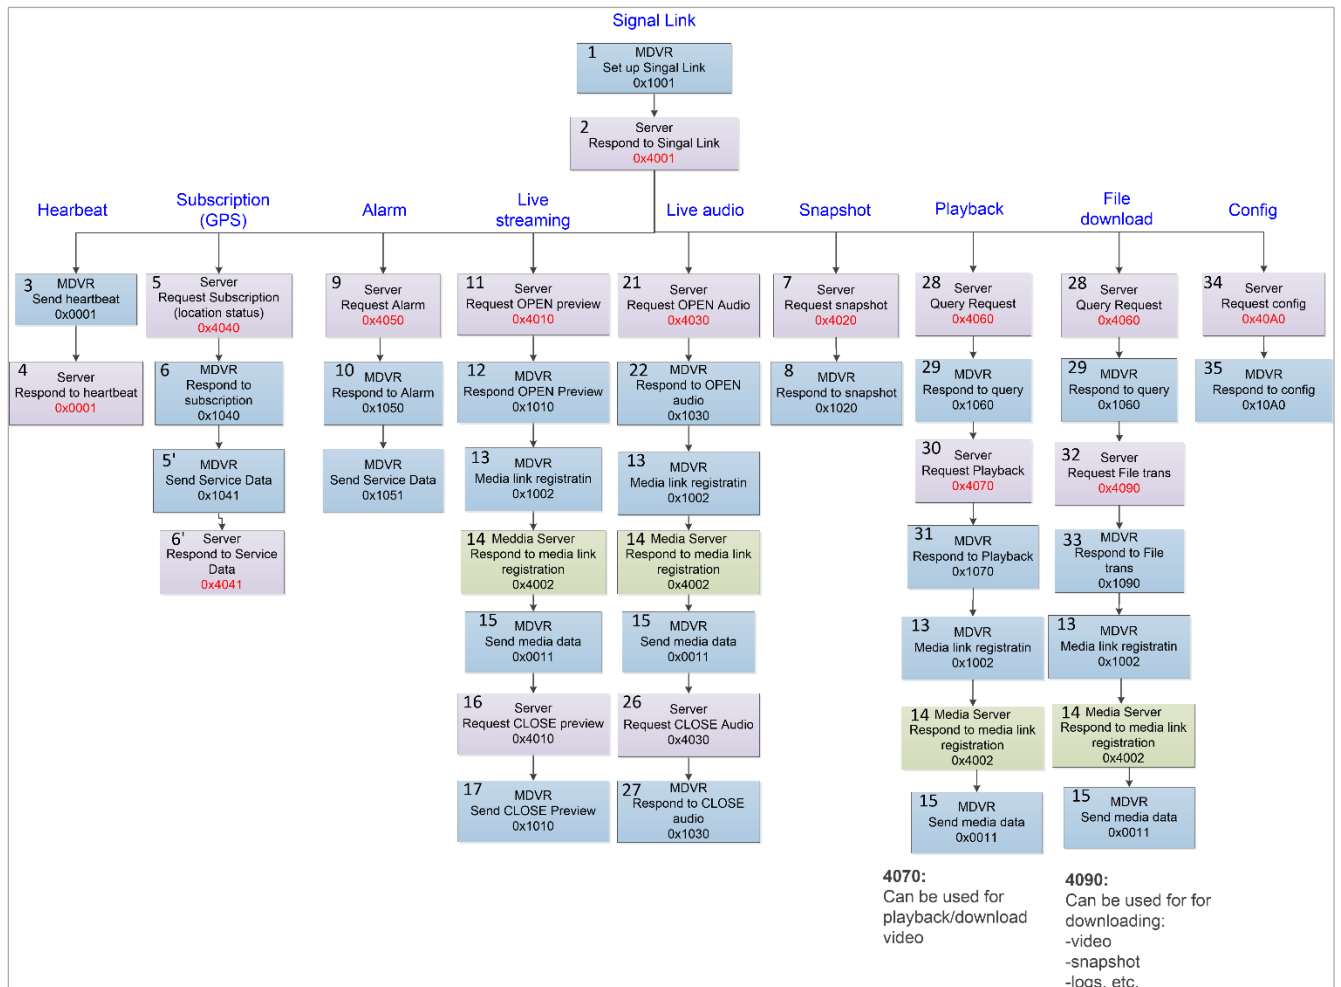 Signal Link
1
MDVR
Set up Singal Link
0x1001
2
Server
Respond to Singal Link
0x4001
Hearbeat
Subscription
(GPS)
Alarm
Live
streaming
Live audio
Snapshot
Playback
File
download
Config
3
MDVR
Send heartbeat
0x0001
4
Server
Respond to heartbeat
0x0001
5
Server
Request Subscription
(location status)
0x4040
6
MDVR
Respond to
subscription
0x1040
5'
MDVR
Send Service Data
0x1041
6'
Server
Respond to Service
Data
0x4041
9
Server
Request Alarm
0x4050
10
MDVR
Respond to Alarm
0x1050
MDVR
Send Service Data
0x1051
11
Server
Request OPEN preview
0x4010
12
MDVR
Respond OPEN Preview
0x1010
13
MDVR
Media link registratin
0x1002
14
Meddia Server
Respond to media link
registration
0x4002
15
MDVR
Send media data
0x0011
16
Server
Request CLOSE preview
0x4010
17
MDVR
Send CLOSE Preview
0x1010
21
Server
Request OPEN Audio
0x4030
22
MDVR
Respond to OPEN
audio
0x1030
13
MDVR
Media link registratin
0x1002
14
Media Server
Respond to media link
registration
0x4002
15
MDVR
Send media data
0x0011
26
Server
Request CLOSE Audio
0x4030
27
MDVR
Respond to CLOSE
audio
0x1030
7
Server
Request snapshot
0x4020
8
MDVR
Respond to snapshot
0x1020
28
Server
Query Request
0x4060
29
MDVR
Respond to query
0x1060
30
Server
Request Playback
0x4070
31
MDVR
Respond to Playback
0x1070
13
MDVR
Media link registratin
0x1002
14
Media Server
Respond to media link
registration
0x4002
15
MDVR
Send media data
0x0011
4070:
Can be used for
playback/download
video
28
Server
Query Request
0x4060
29
MDVR
Respond to query
0x1060
32
Server
Request File trans
0x4090
33
MDVR
Respond to File
trans
0x1090
13
MDVR
Media link registratin
0x1002
14
Media Server
Respond to media link
registration
0x4002
15
MDVR
Send media data
0x0011
4090:
Can be used for for
downloading:
-video
-snapshot
-logs, etc.
34
Server
Request config
0x40A0
35
MDVR
Respond to config
0x10A0